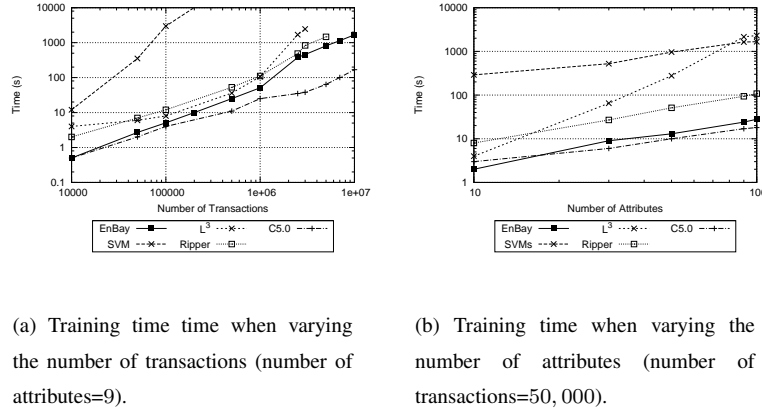 10000
1000
100
10
1
0.1
10000
100000
1e+06
1e+07
Time (s)
Number of Transactions
EnBay
L3
C5.0
SVM
Ripper
10000
1000
100
10
1
10
100
Time (s)
Number of Attributes
EnBay
L3
C5.0
SVMs
Ripper
(a) Training time time when varying
the number of transactions (number of
attributes=9).
(b) Training time when varying the
number of attributes (number of
transactions=50, 000).